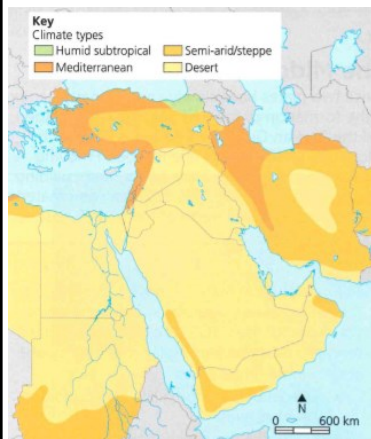 Key
Climate types
Humid subtropical
Semi-arid/steppe
Mediterranean
Desert
N
0 600 km